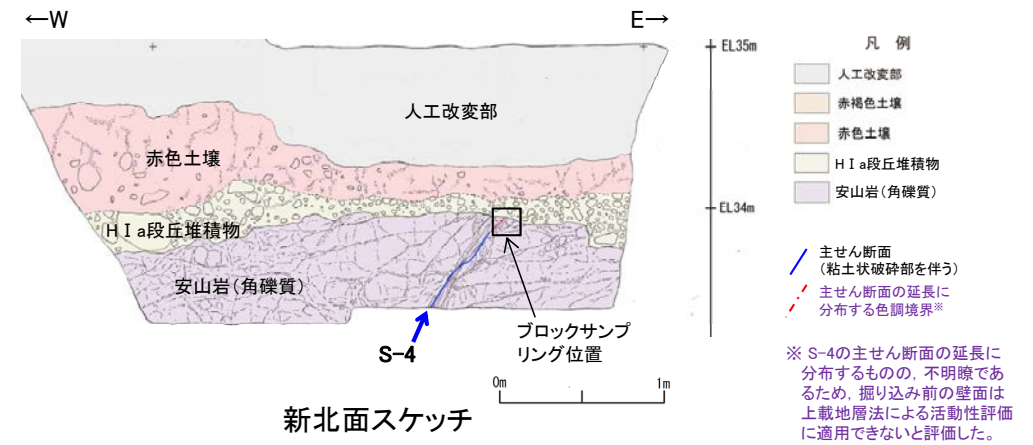 ←W
E→
EL35m
人工改変部
赤色土壌
EL34m
HⅠa段丘堆積物
安山岩(角礫質)
S-4
ブロックサンプ
リング位置
0m
1m
新北面スケッチ
凡 例
人工改変部
赤褐色土壌
赤色土壌
HⅠa段丘堆積物
安山岩(角礫質)
主せん断面
(粘土状破砕部を伴う)
主せん断面の延長に
分布する色調境界※
※ S-4の主せん断面の延長に
分布するものの，不明瞭であ
るため，掘り込み前の壁面は
上載地層法による活動性評価
に適用できないと評価した。